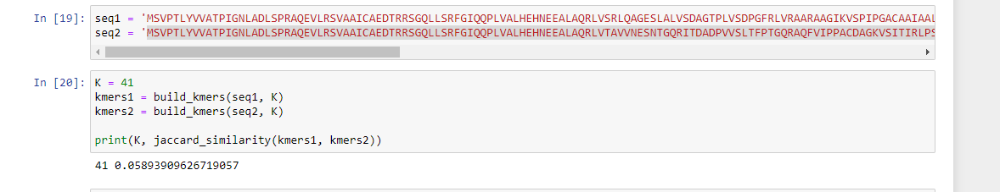 In [19]: seq1 = 'MSVPTLYVVATPIGNLADLSPRAQEVLRSVAAICAEDTRRSGQLLSRFGIQQPLVALHEHNEEALAQRLVSRLQAGESLALVSDAGTPLVSDPGFRLVRAARAAGIKVSPIPGACAAIAAL
seq2 = 'MSVPTLYVVATPIGNLADLSPRAQEVLRSVAAICAEDTRRSGQLLSRFGIQQPLVALHEHNEEALAQRLVTAVVNESNTGQRITDADPVVSLTFPTGQRAQFVIPPACDAGKVSITIRLPS
In [20]: K = 41
kmers1 = build_kmers(seq1, K)
kmers2 = build_kmers(seq2, K)
print(K, jaccard_similarity(kmers1, kmers2))
41 0.05893909626719057